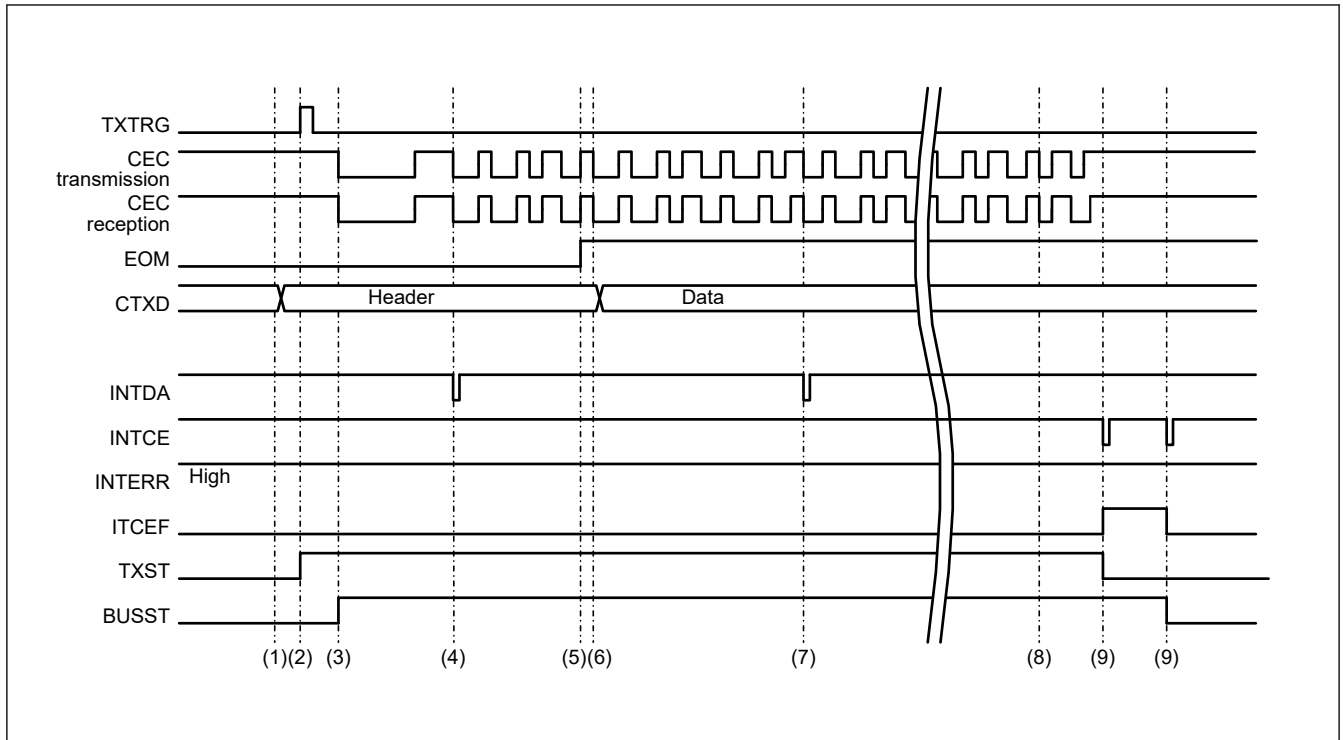 TXTRG
CEC
transmission
CEC
reception
EOM
CTXD
Header
Data
INTDA
INTCE
INTERR
High
ITCEF
TXST
BUSST
(1)(2) (3) (4) (5)(6) (7) (8) (9) (9)